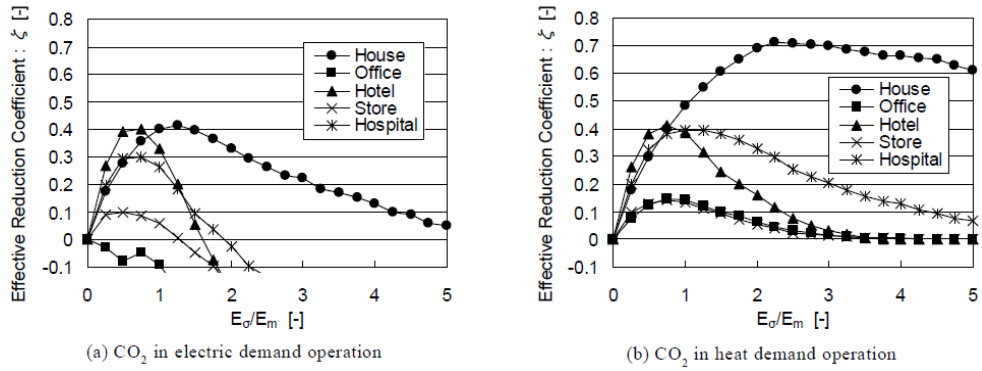 Effective Reduction Coefficient : ζ [-]
0.8
0.7
0.6
0.5
0.4
0.3
0.2
0.1
0
-0.1
House
Office
Hotel
Store
Hospital
0 1 2 3 4 5
Eσ/Em [-]
(a) CO2 in electric demand operation
Effective Reduction Coefficient : ζ [-]
0.8
0.7
0.6
0.5
0.4
0.3
0.2
0.1
0
-0.1
House
Office
Hotel
Store
Hospital
0 1 2 3 4 5
Eσ/Em [-]
(b) CO2 in heat demand operation